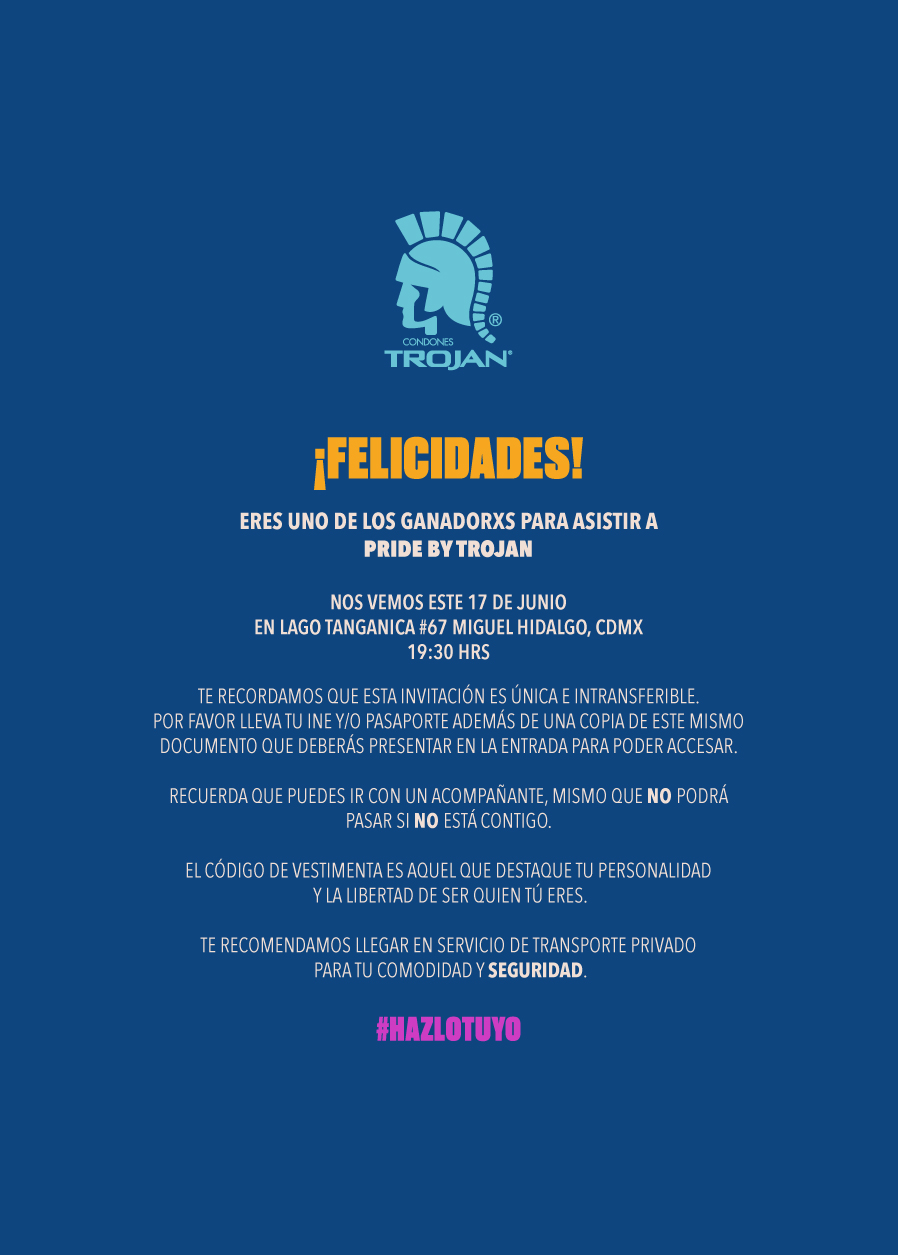 ®
CONDONES
TROJAN®
¡FELICIDADES!
ERES UNO DE LOS GANADORXS PARA ASISTIR A
PRIDE BY TROJAN
NOS VEMOS ESTE 17 DE JUNIO
EN LAGO TANGANICA #67 MIGUEL HIDALGO, CDMX
19:30 HRS
TE RECORDAMOS QUE ESTA INVITACIÓN ES ÚNICA E INTRANSFERIBLE.
POR FAVOR LLEVA TU INE Y/O PASAPORTE ADEMÁS DE UNA COPIA DE ESTE MISMO
DOCUMENTO QUE DEBERÁS PRESENTAR EN LA ENTRADA PARA PODER ACCESAR.
RECUERDA QUE PUEDES IR CON UN ACOMPAÑANTE, MISMO QUE NO PODRÁ
PASAR SI NO ESTÁ CONTIGO.
EL CÓDIGO DE VESTIMENTA ES AQUEL QUE DESTAQUE TU PERSONALIDAD
Y LA LIBERTAD DE SER QUIEN TÚ ERES.
TE RECOMENDAMOS LLEGAR EN SERVICIO DE TRANSPORTE PRIVADO
PARA TU COMODIDAD Y SEGURIDAD.
#HAZLOTUYO